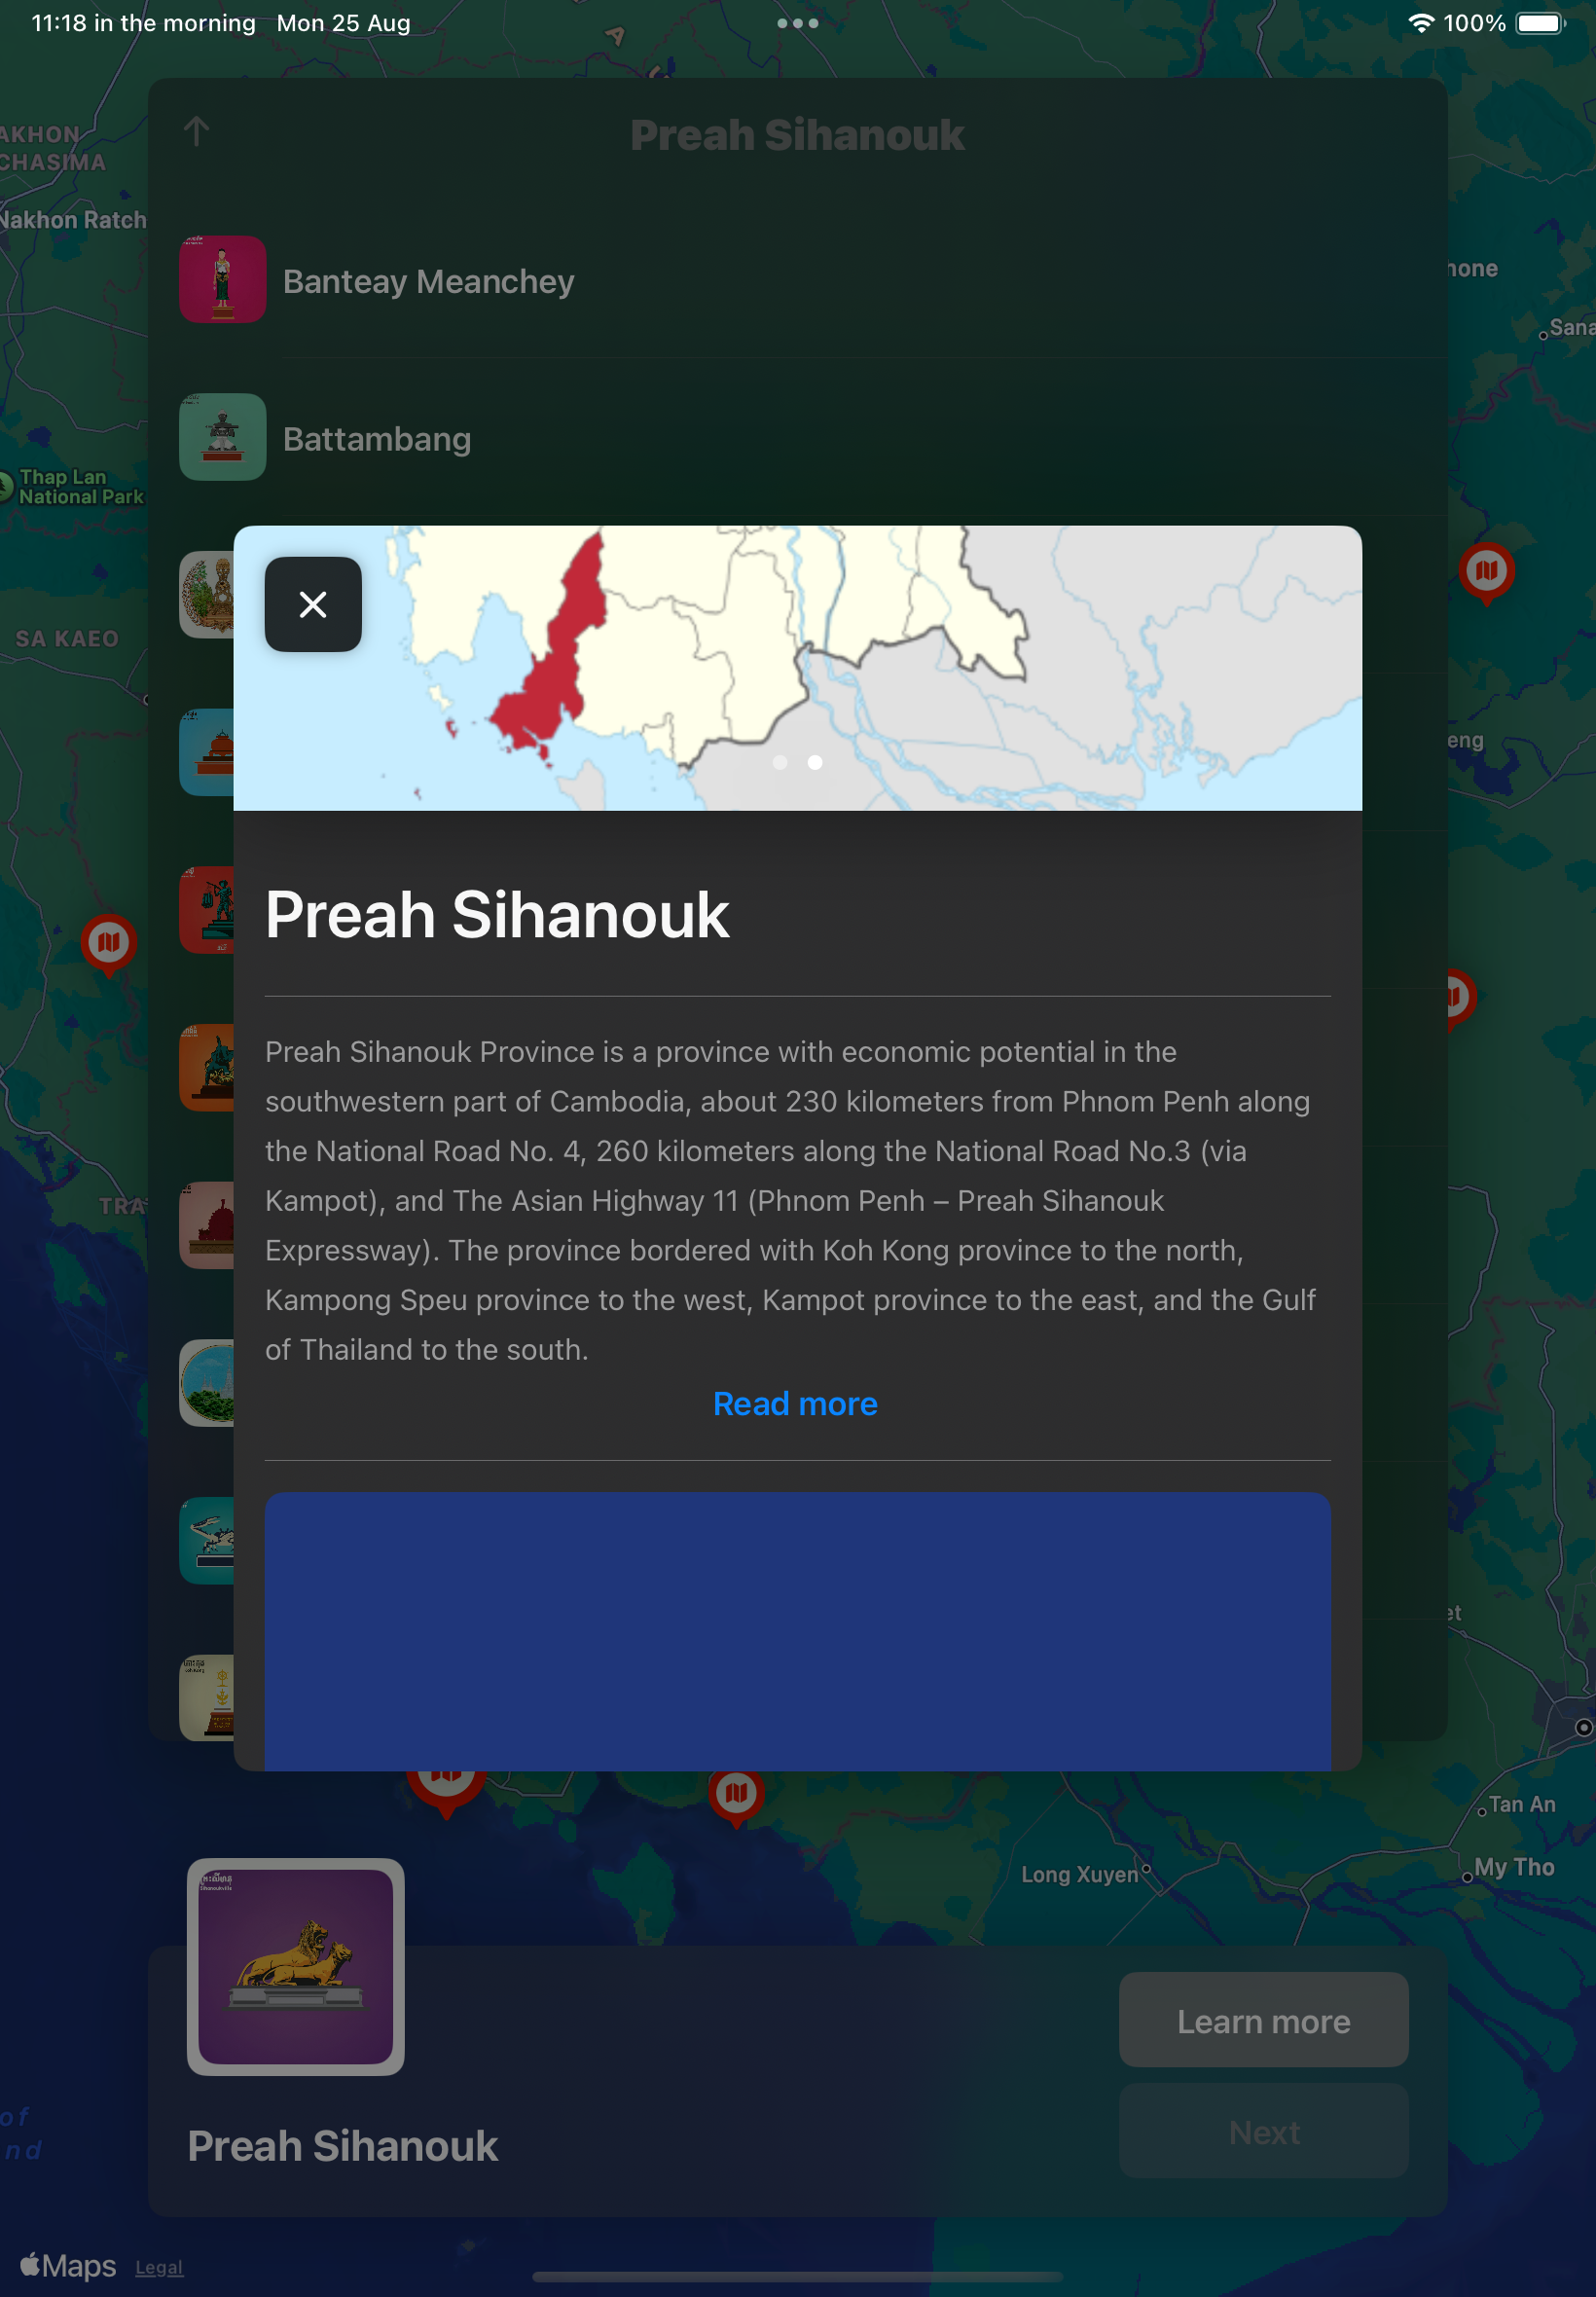 11:18 in the morning Mon 25 Aug
100%
AKHON
CHASIMA
Nakhon Ratch
Preah Sihanouk
Banteay Meanchey
hone
Sana
Battambang
Thap Lan
National Park
SA KAEO
eng
Preah Sihanouk
Preah Sihanouk Province is a province with economic potential in the
southwestern part of Cambodia, about 230 kilometers from Phnom Penh along
the National Road No. 4, 260 kilometers along the National Road No.3 (via
Kampot), and The Asian Highway 11 (Phnom Penh – Preah Sihanouk
Expressway). The province bordered with Koh Kong province to the north,
Kampong Speu province to the west, Kampot province to the east, and the Gulf
of Thailand to the south.
TRA
Read more
et
Tan An
Long Xuyen
My Tho
Learn more
Next
Preah Sihanouk
of
nd
Maps
Legal